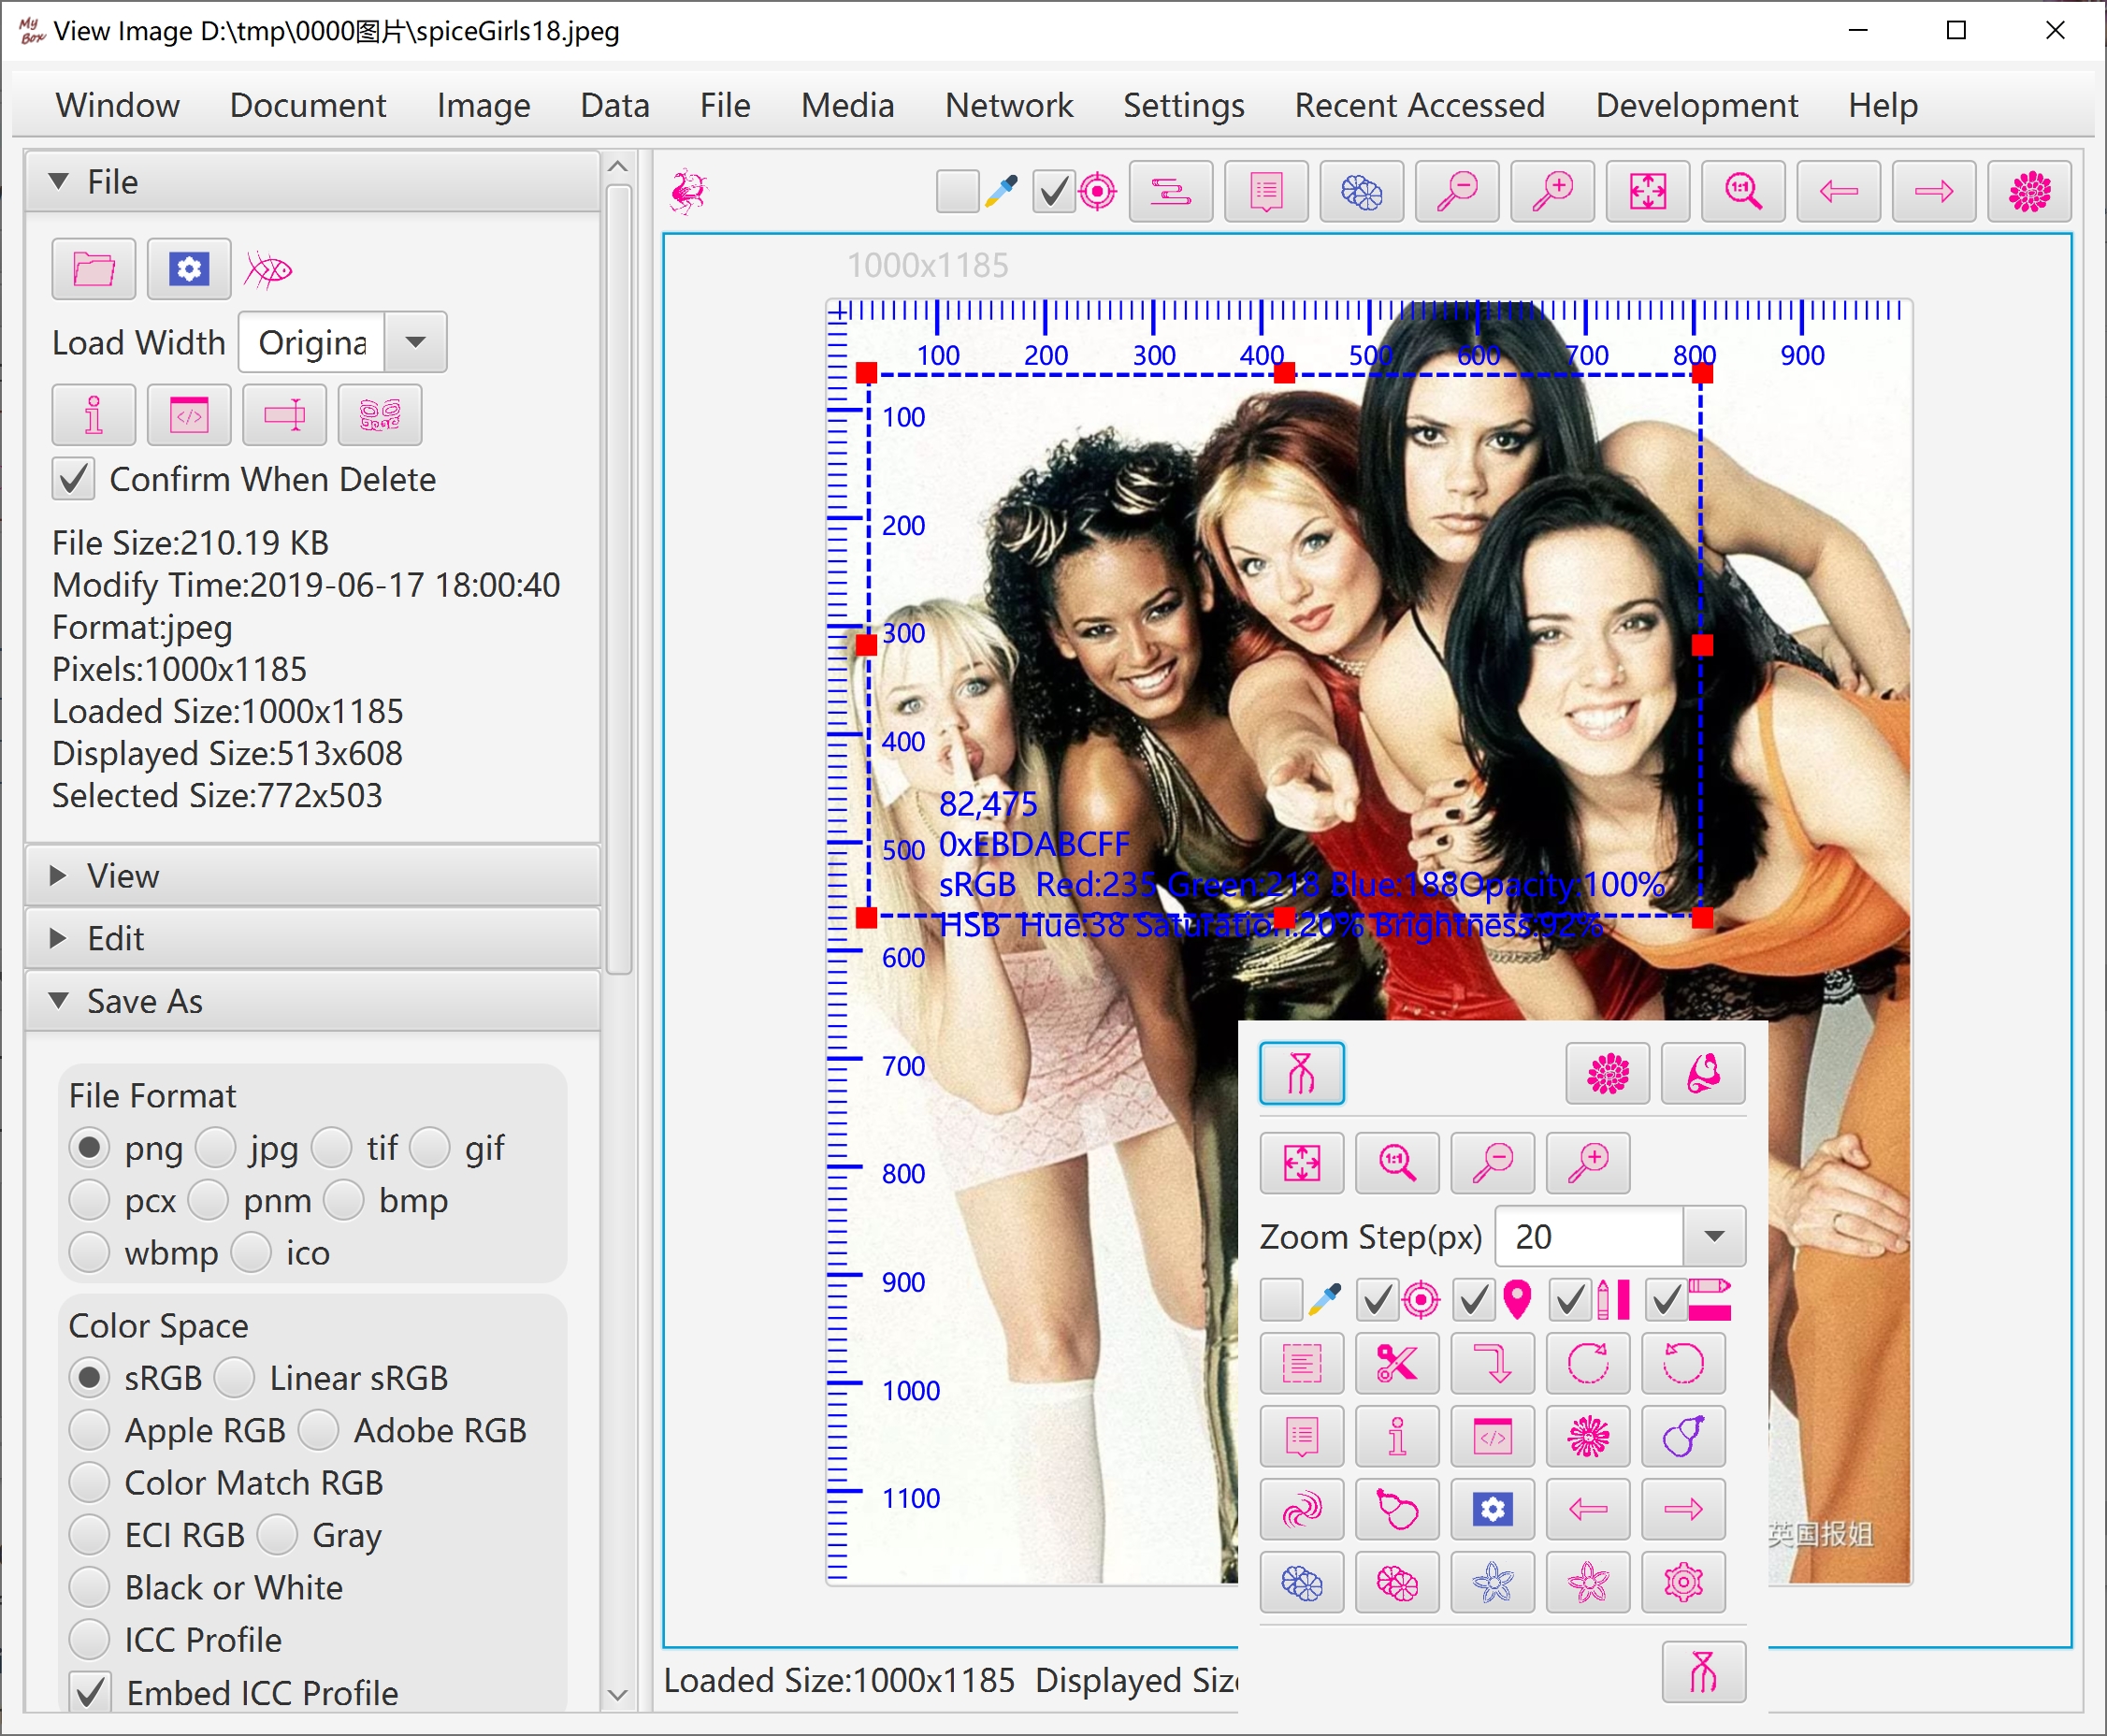 My Box View Image D:\tmp\0000图片\spiceGirls18.jpeg
Window Document Image Data File Media Network Settings Recent Accessed Development Help
File
Load Width Origina
Confirm When Delete
File Size:210.19 KB
Modify Time:2019-06-17 18:00:40
Format:jpeg
Pixels:1000x1185
Loaded Size:1000x1185
Displayed Size:513x608
Selected Size:772x503
View
Edit
Save As
File Format
png jpg tif gif
pcx pnm bmp
wbmp ico
Color Space
sRGB Linear sRGB
Apple RGB Adobe RGB
Color Match RGB
ECI RGB Gray
Black or White
ICC Profile
Embed ICC Profile
1:1
1000x1185
100 200 300 400 500 600 700 800 900
100
200
300
400
500
600
700
800
900
1000
1100
82,475
0xEBDABCFF
sRGB Red:235 Green:218 Blue:188Opacity:100%
HSB Hue:38 Saturation:20% Brightness:92%
1:1
Zoom Step(px) 20
英国报姐
Loaded Size:1000x1185 Displayed Siz